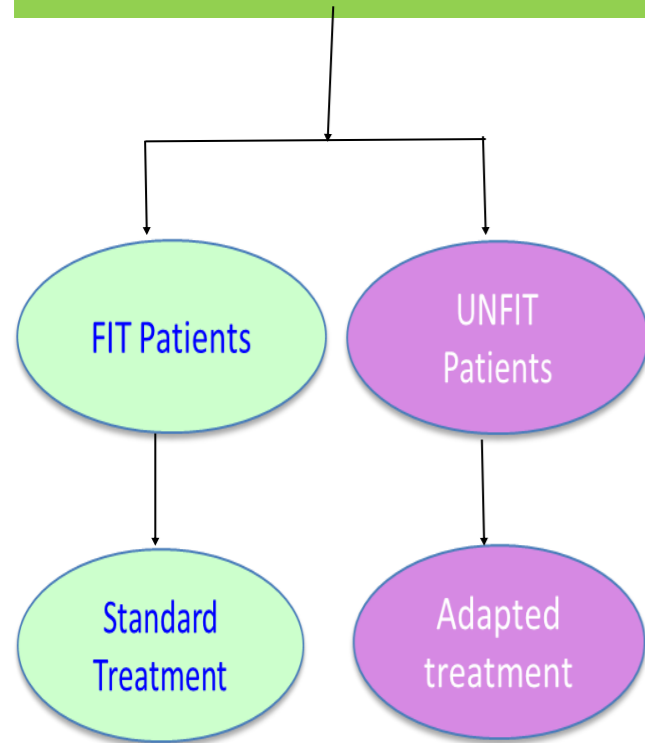 FIT Patients
UNFIT
Patients
Standard
Treatment
Adapted
treatment